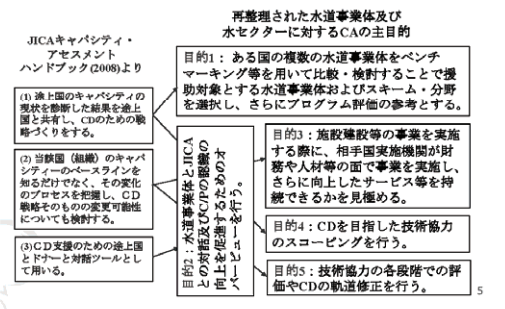 JICAキャパシティ・
アセスメント
ハンドブック(2008)より
(1) 途上国のキャパシティの
現状を診断した結果を途上
国と共有し、CDのための戦
略づくりをする。
(2) 当該国（組織）のキャパ
シティーのベースラインを
知るだけでなく、その変化
のプロセスを把握し、CD
戦略そのものの変更可能性
についても検討する。
(3)CD支援のための途上国
とドナーと対話ツールとし
て用いる。
再整理された水道事業体及び
水セクターに対するCAの主目的
目的1： ある国の複数の水道事業体をベンチ
マーキング等を用いて比較・検討することで援
助対象とする水道事業体およびスキーム・分野
を選択し、さらにプログラム評価の参考とする。
目的2：水道事業体とJICA
との対話及びC/Pの認識の
向上を促進するためのオ
バービューを行う。
目的3：施設建設等の事業を実施
する際に、相手国実施機関が財
務や人材等の面で事業を実施し、
さらに向上したサービス等を持
続できるかを見極める。
目的4：CDを目指した技術協力
のスコーピングを行う。
目的5：技術協力の各段階での評
価やCDの軌道修正を行う。
5